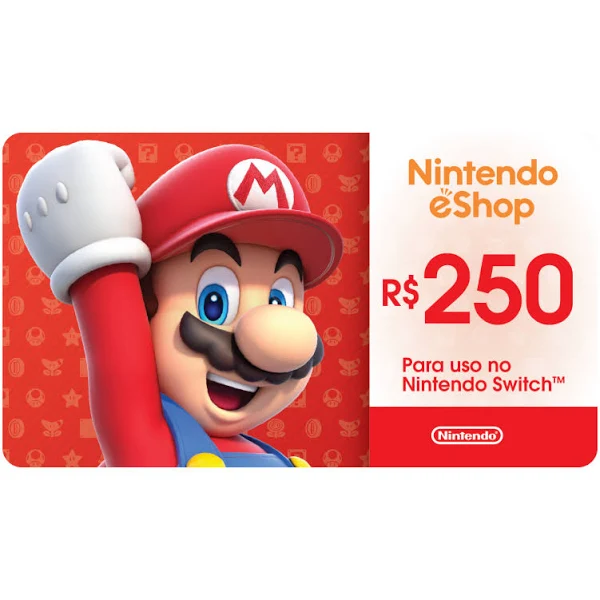 M
Nintendo
eShop
R$ 250
Para uso no
Nintendo Switch™
Nintendo